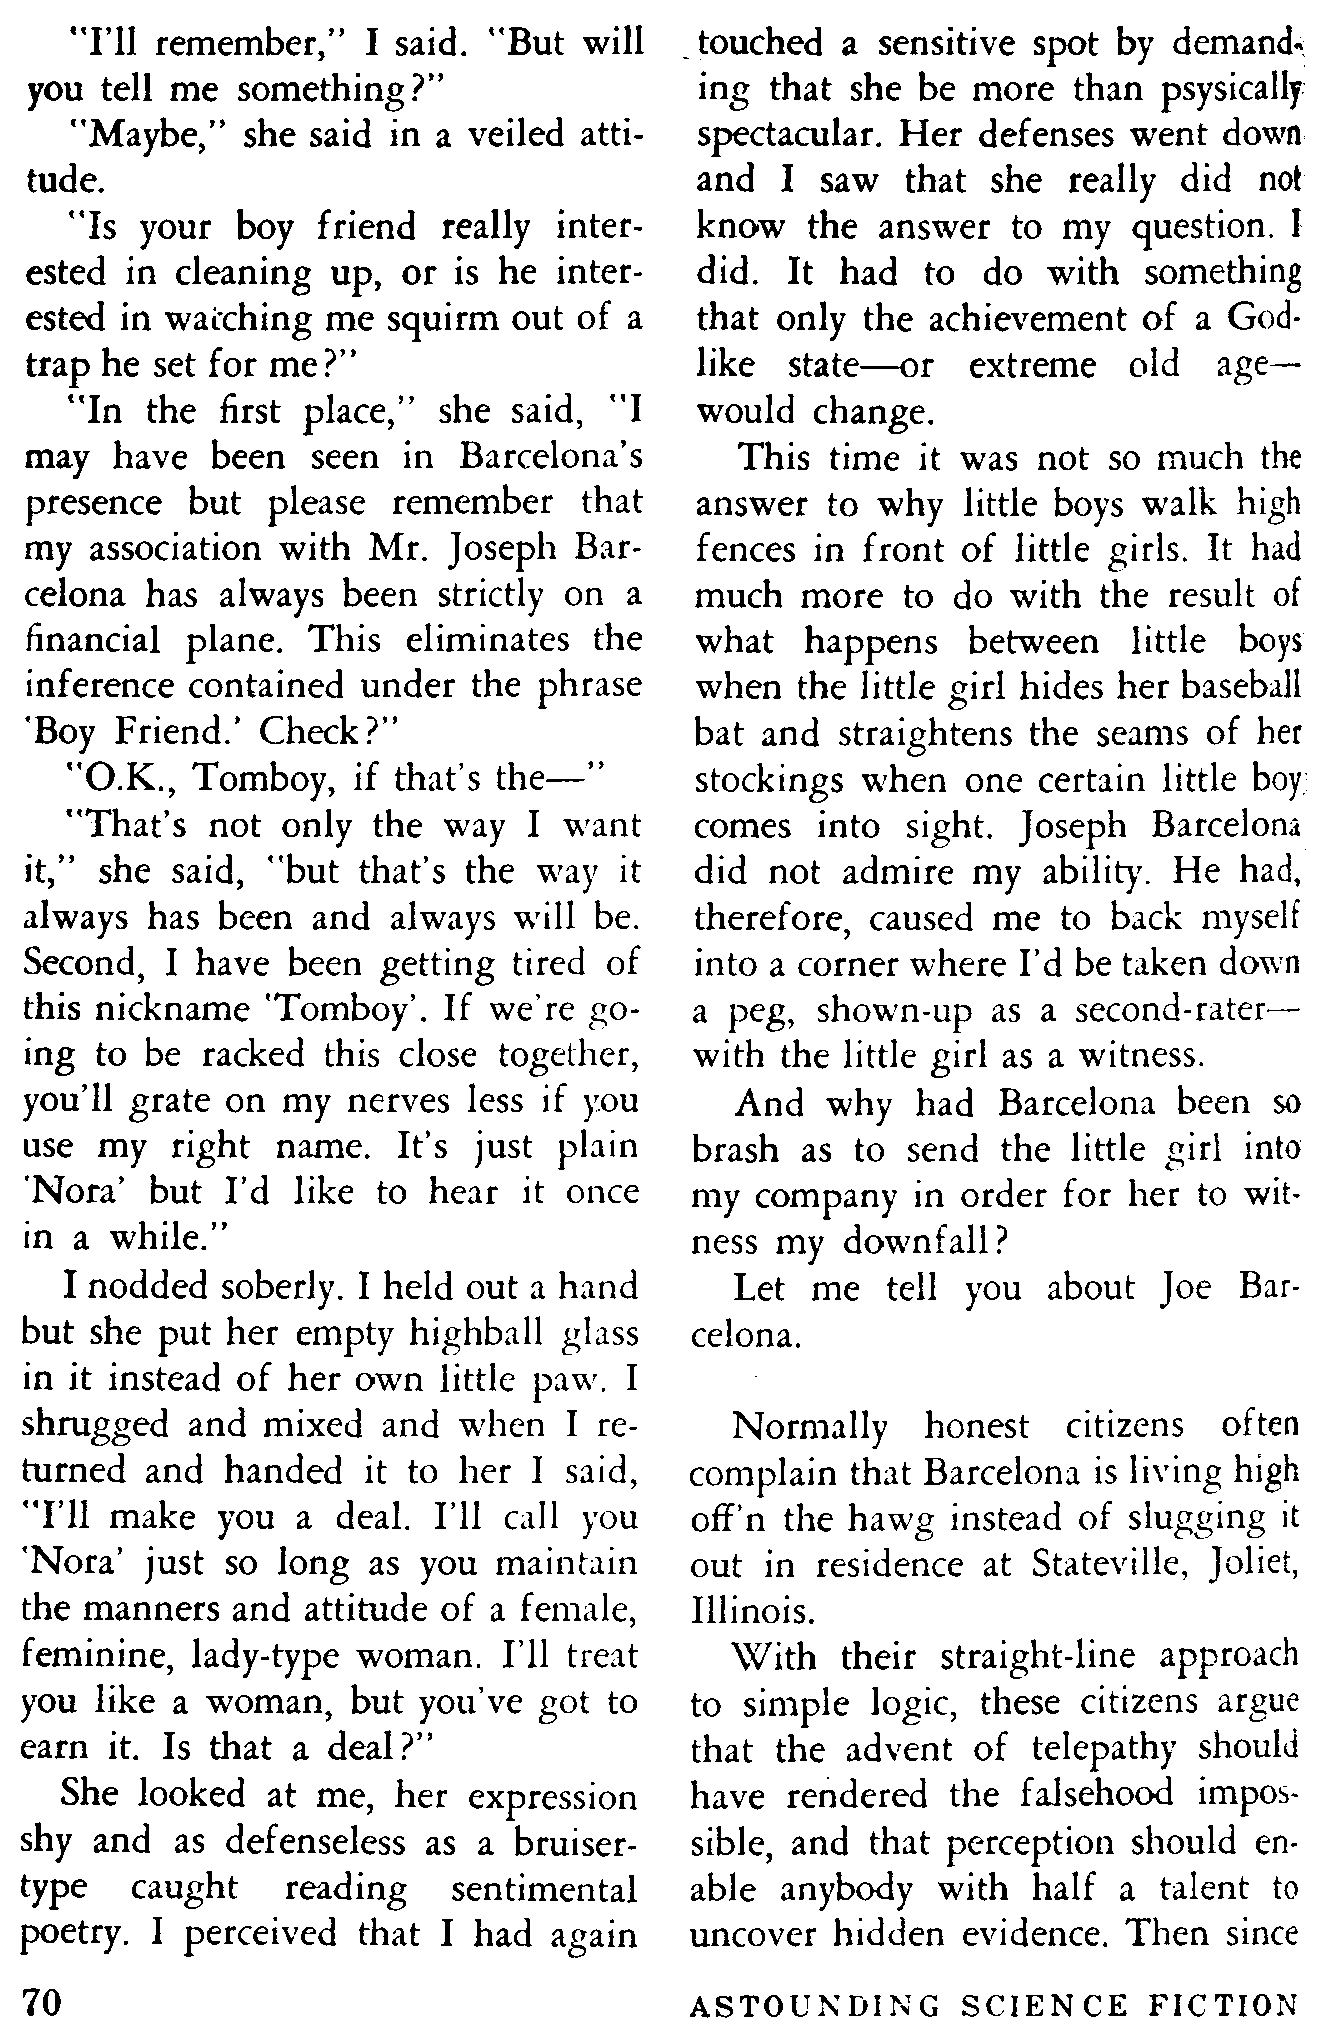 "I'll remember," I said. "But will
you tell me something?"
"Maybe," she said in a veiled atti-
tude.
"Is your boy friend really inter-
ested in cleaning up, or is he inter-
ested in watching me squirm out of a
trap he set for me?"
"In the first place," she said, "I
may have been seen in Barcelona's
presence but please remember that
my association with Mr. Joseph Bar-
celona has always been strictly on a
financial plane. This eliminates the
inference contained under the phrase
'Boy Friend.' Check?"
"O.K., Tomboy, if that's the—"
"That's not only the way I want
it," she said, "but that's the way it
always has been and always will be.
Second, I have been getting tired of
this nickname 'Tomboy'. If we're go-
ing to be racked this close together,
you'll grate on my nerves less if you
use my right name. It's just plain
'Nora' but I'd like to hear it once
in a while."
I nodded soberly. I held out a hand
but she put her empty highball glass
in it instead of her own little paw. I
shrugged and mixed and when I re-
turned and handed it to her I said,
"I'll make you a deal. I'll call you
'Nora' just so long as you maintain
the manners and attitude of a female,
feminine, lady-type woman. I'll treat
you like a woman, but you've got to
earn it. Is that a deal?"
She looked at me, her expression
shy and as defenseless as a bruiser-
type caught reading sentimental
poetry. I perceived that I had again
touched a sensitive spot by demand-
ing that she be more than psysically
spectacular. Her defenses went down
and I saw that she really did not
know the answer to my question. I
did. It had to do with something
that only the achievement of a God-
like state—or extreme old age—
would change.
This time it was not so much the
answer to why little boys walk high
fences in front of little girls. It had
much more to do with the result of
what happens between little boys
when the little girl hides her baseball
bat and straightens the seams of her
stockings when one certain little boy
comes into sight. Joseph Barcelona
did not admire my ability. He had,
therefore, caused me to back myself
into a corner where I'd be taken down
a peg, shown-up as a second-rater—
with the little girl as a witness.
And why had Barcelona been so
brash as to send the little girl into
my company in order for her to wit-
ness my downfall?
Let me tell you about Joe Bar-
celona.
Normally honest citizens often
complain that Barcelona is living high
off'n the hawg instead of slugging it
out in residence at Stateville, Joliet,
Illinois.
With their straight-line approach
to simple logic, these citizens argue
that the advent of telepathy should
have rendered the falsehood impos-
sible, and that perception should en-
able anybody with half a talent to
uncover hidden evidence. Then since
70
ASTOUNDING SCIENCE FICTION